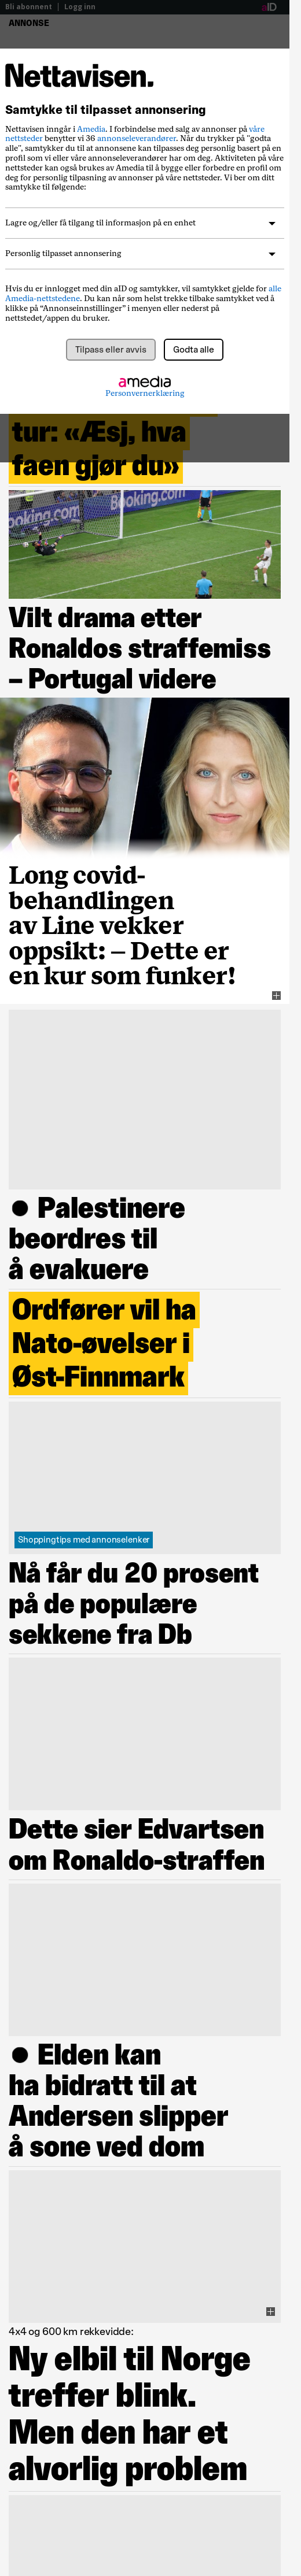 Bli abonnent | Logg inn
aID
ANNONSE
Nettavisen.
Samtykke til tilpasset annonsering
Nettavisen inngår i Amedia. I forbindelse med salg av annonser på våre
nettsteder benytter vi 36 annonseleverandører. Når du trykker på "godta
alle", samtykker du til at annonsene kan tilpasses deg personlig basert på en
profil som vi eller våre annonseleverandører har om deg. Aktiviteten på våre
nettsteder kan også brukes av Amedia til å bygge eller forbedre en profil om
deg for personlig tilpasning av annonser på våre nettsteder. Vi ber om ditt
samtykke til følgende:
Lagre og/eller få tilgang til informasjon på en enhet
Personlig tilpasset annonsering
Hvis du er innlogget med din aID og samtykker, vil samtykket gjelde for alle
Amedia-nettstedene. Du kan når som helst trekke tilbake samtykket ved å
klikke på “Annonseinnstillinger” i menyen eller nederst på
nettstedet/appen du bruker.
Tilpass eller avvis
Godta alle
amedia
Personvernerklæring
tur: «Æsj, hva
faen gjør du»
Booking.com
booking.com
Vilt drama etter
Ronaldos straffemiss
– Portugal videre
Long covid-
behandlingen
av Line vekker
oppsikt: – Dette er
en kur som funker!
● Palestinere
beordres til
å evakuere
Ordfører vil ha
Nato-øvelser i
Øst-Finnmark
Shoppingtips med annonselenker
Nå får du 20 prosent
på de populære
sekkene fra Db
Dette sier Edvartsen
om Ronaldo-straffen
● Elden kan
ha bidratt til at
Andersen slipper
å sone ved dom
4x4 og 600 km rekkevidde:
Ny elbil til Norge
treffer blink.
Men den har et
alvorlig problem